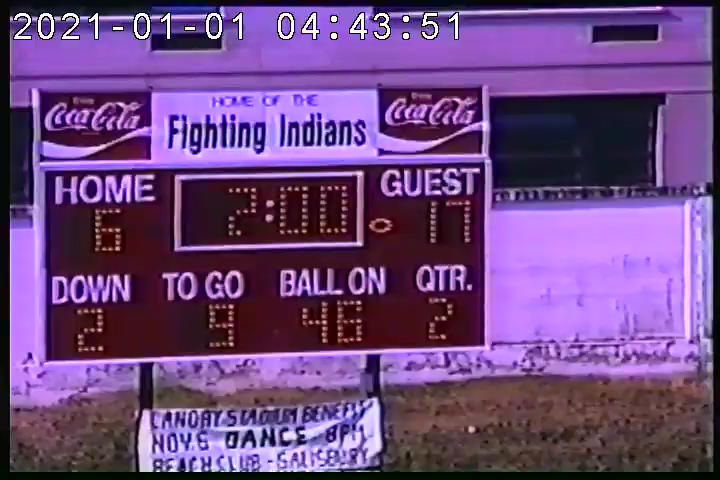 2021-01-01 04:43:51
Coca-Cola
HOME OF THE
Fighting Indians
Coca-Cola
HOME 2:00 GUEST
6 17
DOWN TO GO BALL ON QTR.
2 9 46 2
LANDRY STADIUM BENEFIT
NOV. 6 DANCE 8PM
BEACH CLUB - SALISBURY